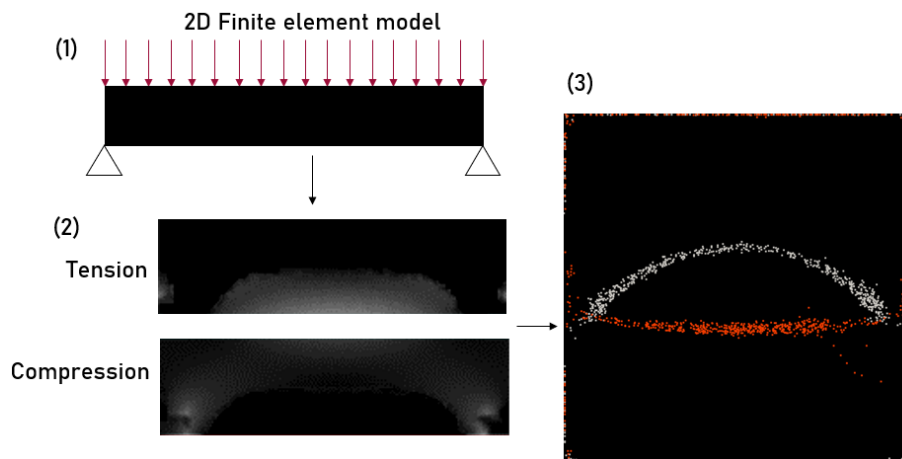 2D Finite element model
(1)
(3)
(2)
Tension
Compression